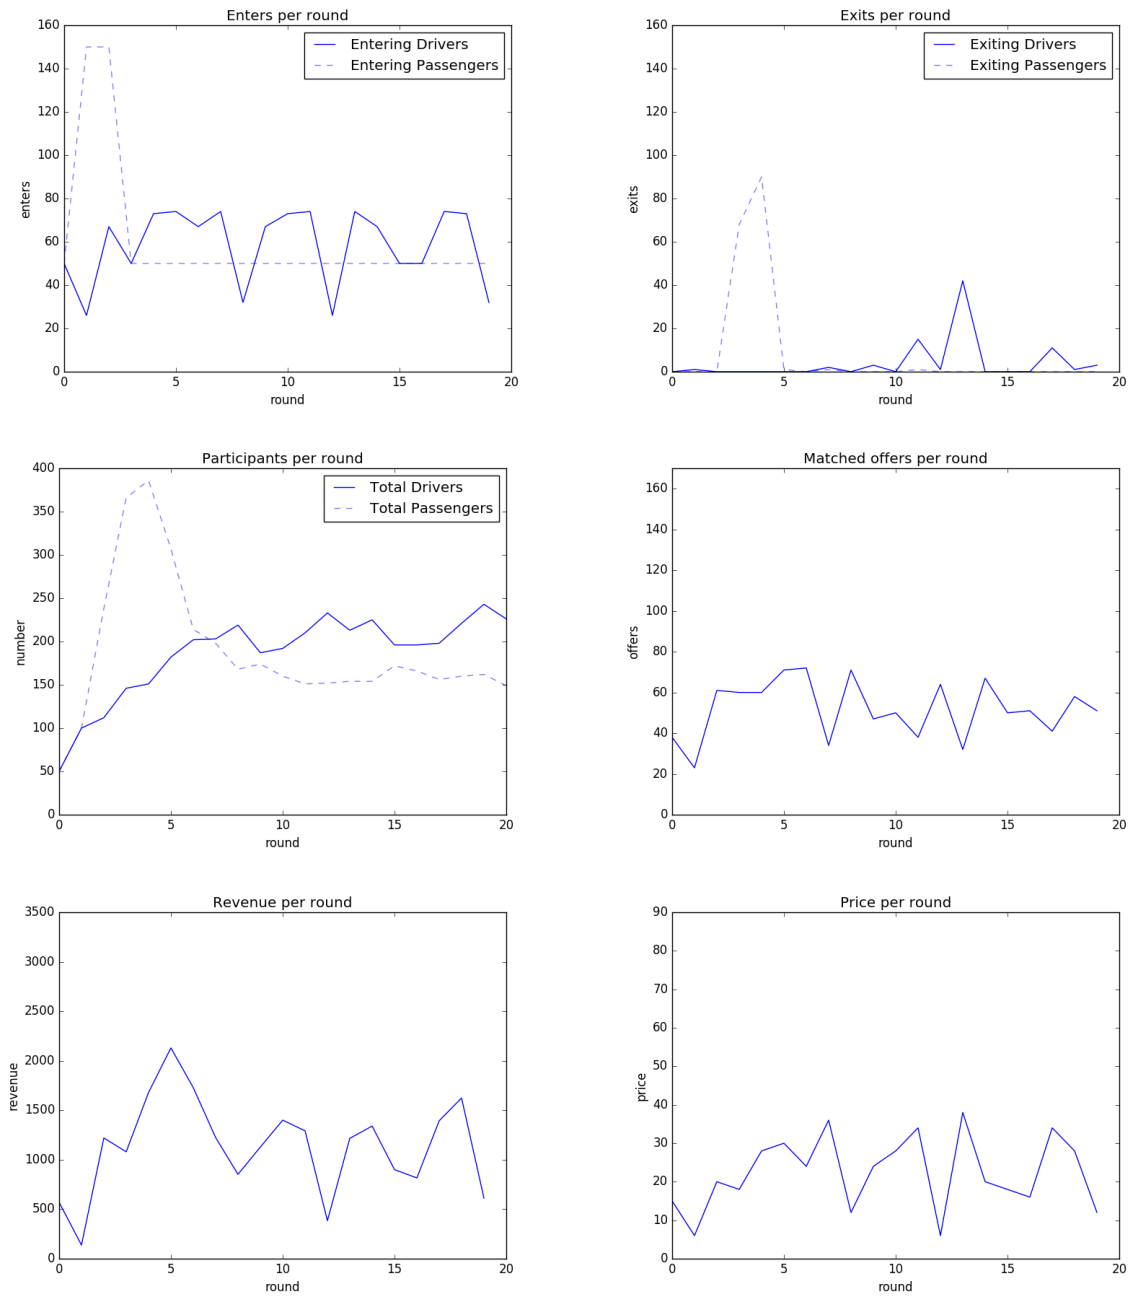 Enters per round
160
140
120
100
80
60
40
20
0
enters
0 5 10 15 20
round
Entering Drivers
Entering Passengers
Exits per round
160
140
120
100
80
60
40
20
0
exits
0 5 10 15 20
round
Exiting Drivers
Exiting Passengers
Participants per round
400
350
300
250
200
150
100
50
0
number
0 5 10 15 20
round
Total Drivers
Total Passengers
Matched offers per round
160
140
120
100
80
60
40
20
0
offers
0 5 10 15 20
round
Revenue per round
3500
3000
2500
2000
1500
1000
500
0
revenue
0 5 10 15 20
round
Price per round
90
80
70
60
50
40
30
20
10
0
price
0 5 10 15 20
round